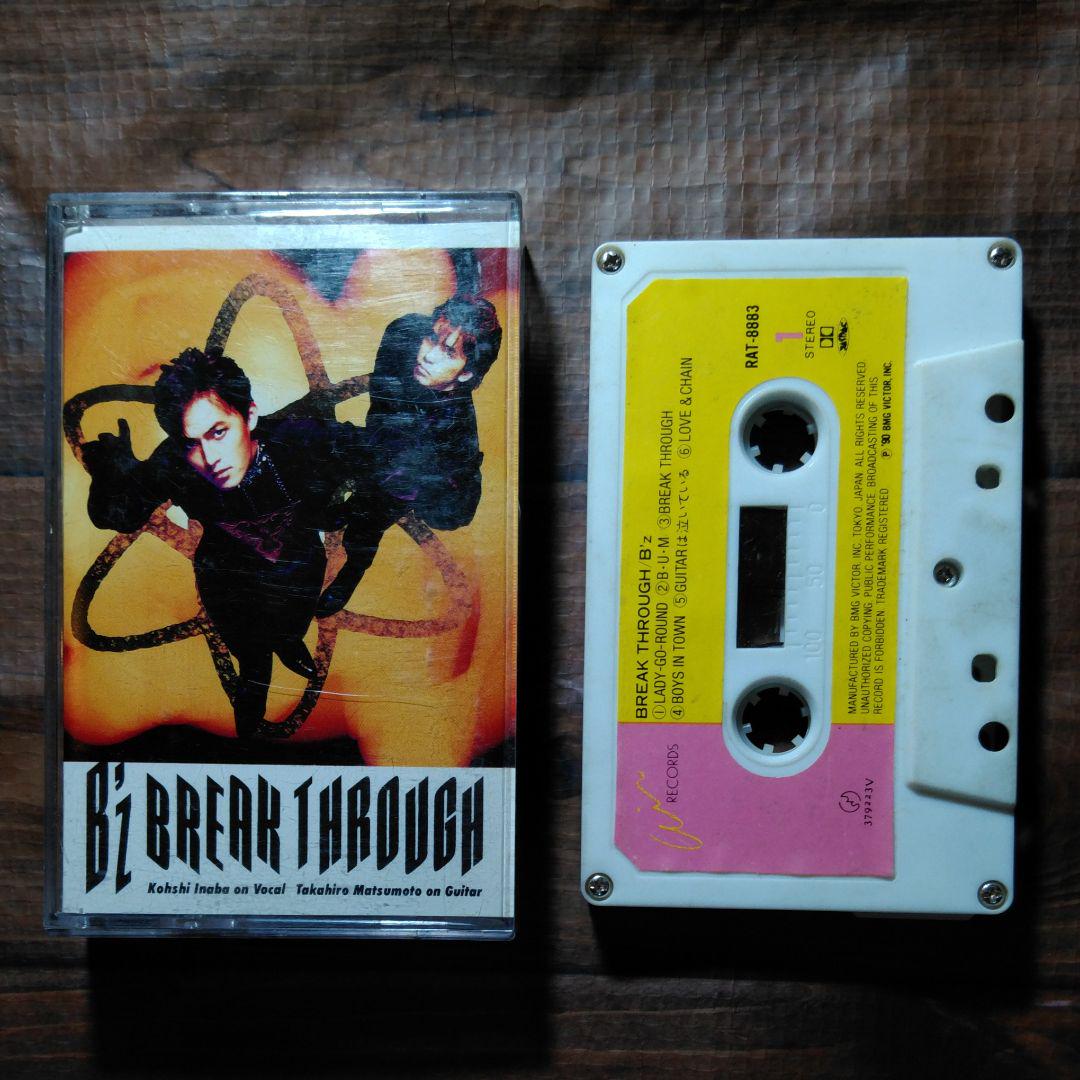 B'z BREAK THROUGH
Kohshi Inaba on Vocal Takahiro Matsumoto on Guitar
RAT-8883
1
STEREO
BREAK THROUGH/B'z
①LADY-GO-ROUND ②B・U・M ③BREAK THROUGH
④BOYS IN TOWN ⑤GUITARは泣いている ⑥LOVE & CHAIN
MANUFACTURED BY BMG VICTOR, INC. TOKYO, JAPAN. ALL RIGHTS RESERVED.
UNAUTHORIZED COPYING. PUBLIC PERFORMANCE. BROADCASTING OF THIS
RECORD IS FORBIDDEN. TRADEMARK REGISTERED ℗ '90 BMG VICTOR, INC.
RECORDS
379223V
100 50 0